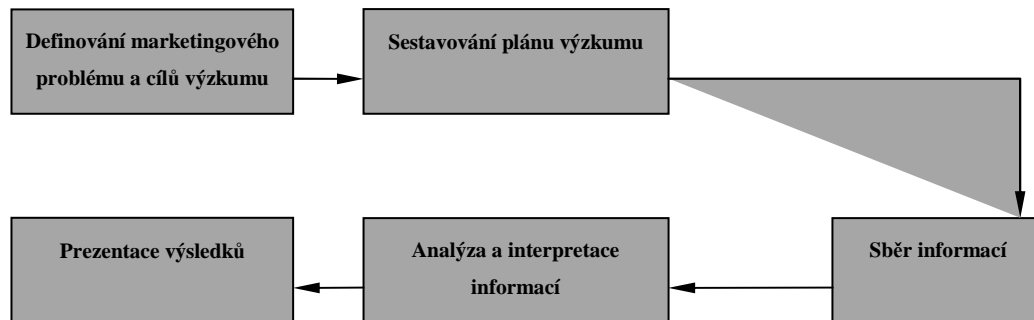 Definování marketingového
problému a cílů výzkumu
Sestavování plánu výzkumu
Sběr informací
Analýza a interpretace
informací
Prezentace výsledků